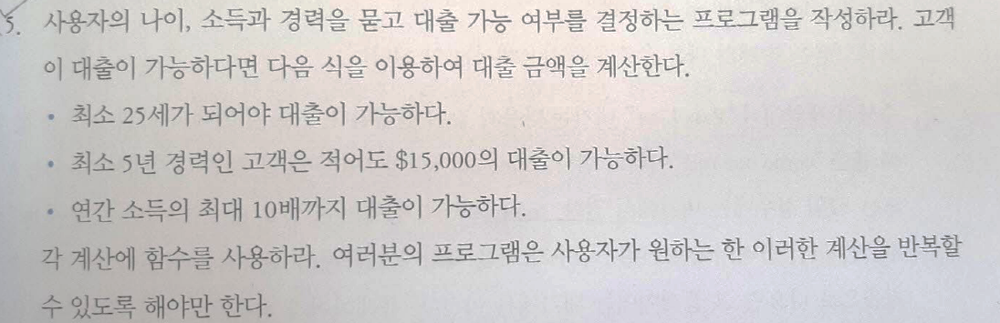 5. 사용자의 나이, 소득과 경력을 묻고 대출 가능 여부를 결정하는 프로그램을 작성하라. 고객
이 대출이 가능하다면 다음 식을 이용하여 대출 금액을 계산한다.
• 최소 25세가 되어야 대출이 가능하다.
• 최소 5년 경력인 고객은 적어도 $15,000의 대출이 가능하다.
• 연간 소득의 최대 10배까지 대출이 가능하다.
각 계산에 함수를 사용하라. 여러분의 프로그램은 사용자가 원하는 한 이러한 계산을 반복할
수 있도록 해야만 한다.